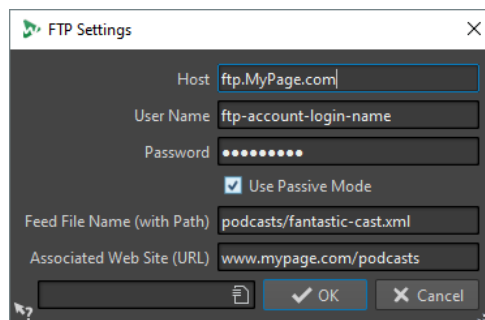 FTP Settings
Host ftp.MyPage.com
User Name ftp-account-login-name
Password •••••••••
Use Passive Mode
Feed File Name (with Path) podcasts/fantastic-cast.xml
Associated Web Site (URL) www.mypage.com/podcasts
? OK Cancel